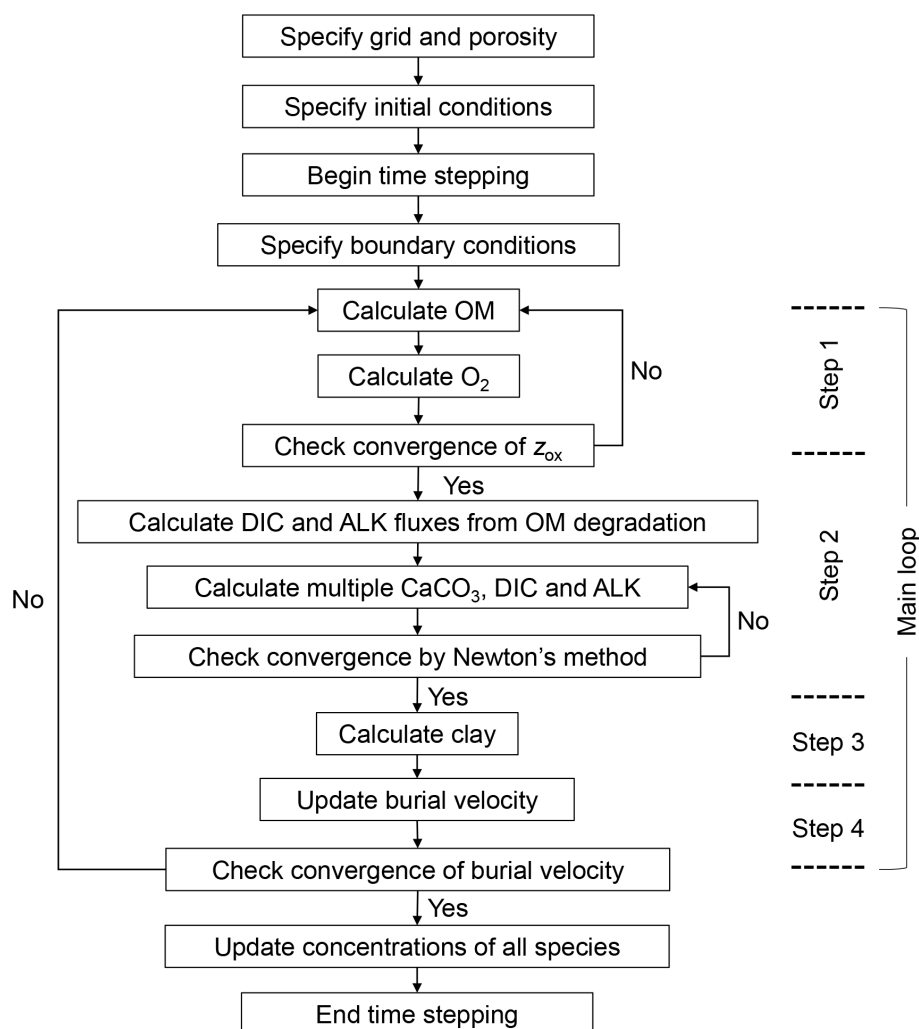 Specify grid and porosity
Specify initial conditions
Begin time stepping
Specify boundary conditions
Calculate OM
Calculate O₂
No
Step 1
Check convergence of zox
Yes
Calculate DIC and ALK fluxes from OM degradation
Calculate multiple CaCO₃, DIC and ALK
No
No
Step 2
Main loop
Check convergence by Newton's method
Yes
Calculate clay
Step 3
Update burial velocity
Step 4
Check convergence of burial velocity
Yes
Update concentrations of all species
End time stepping